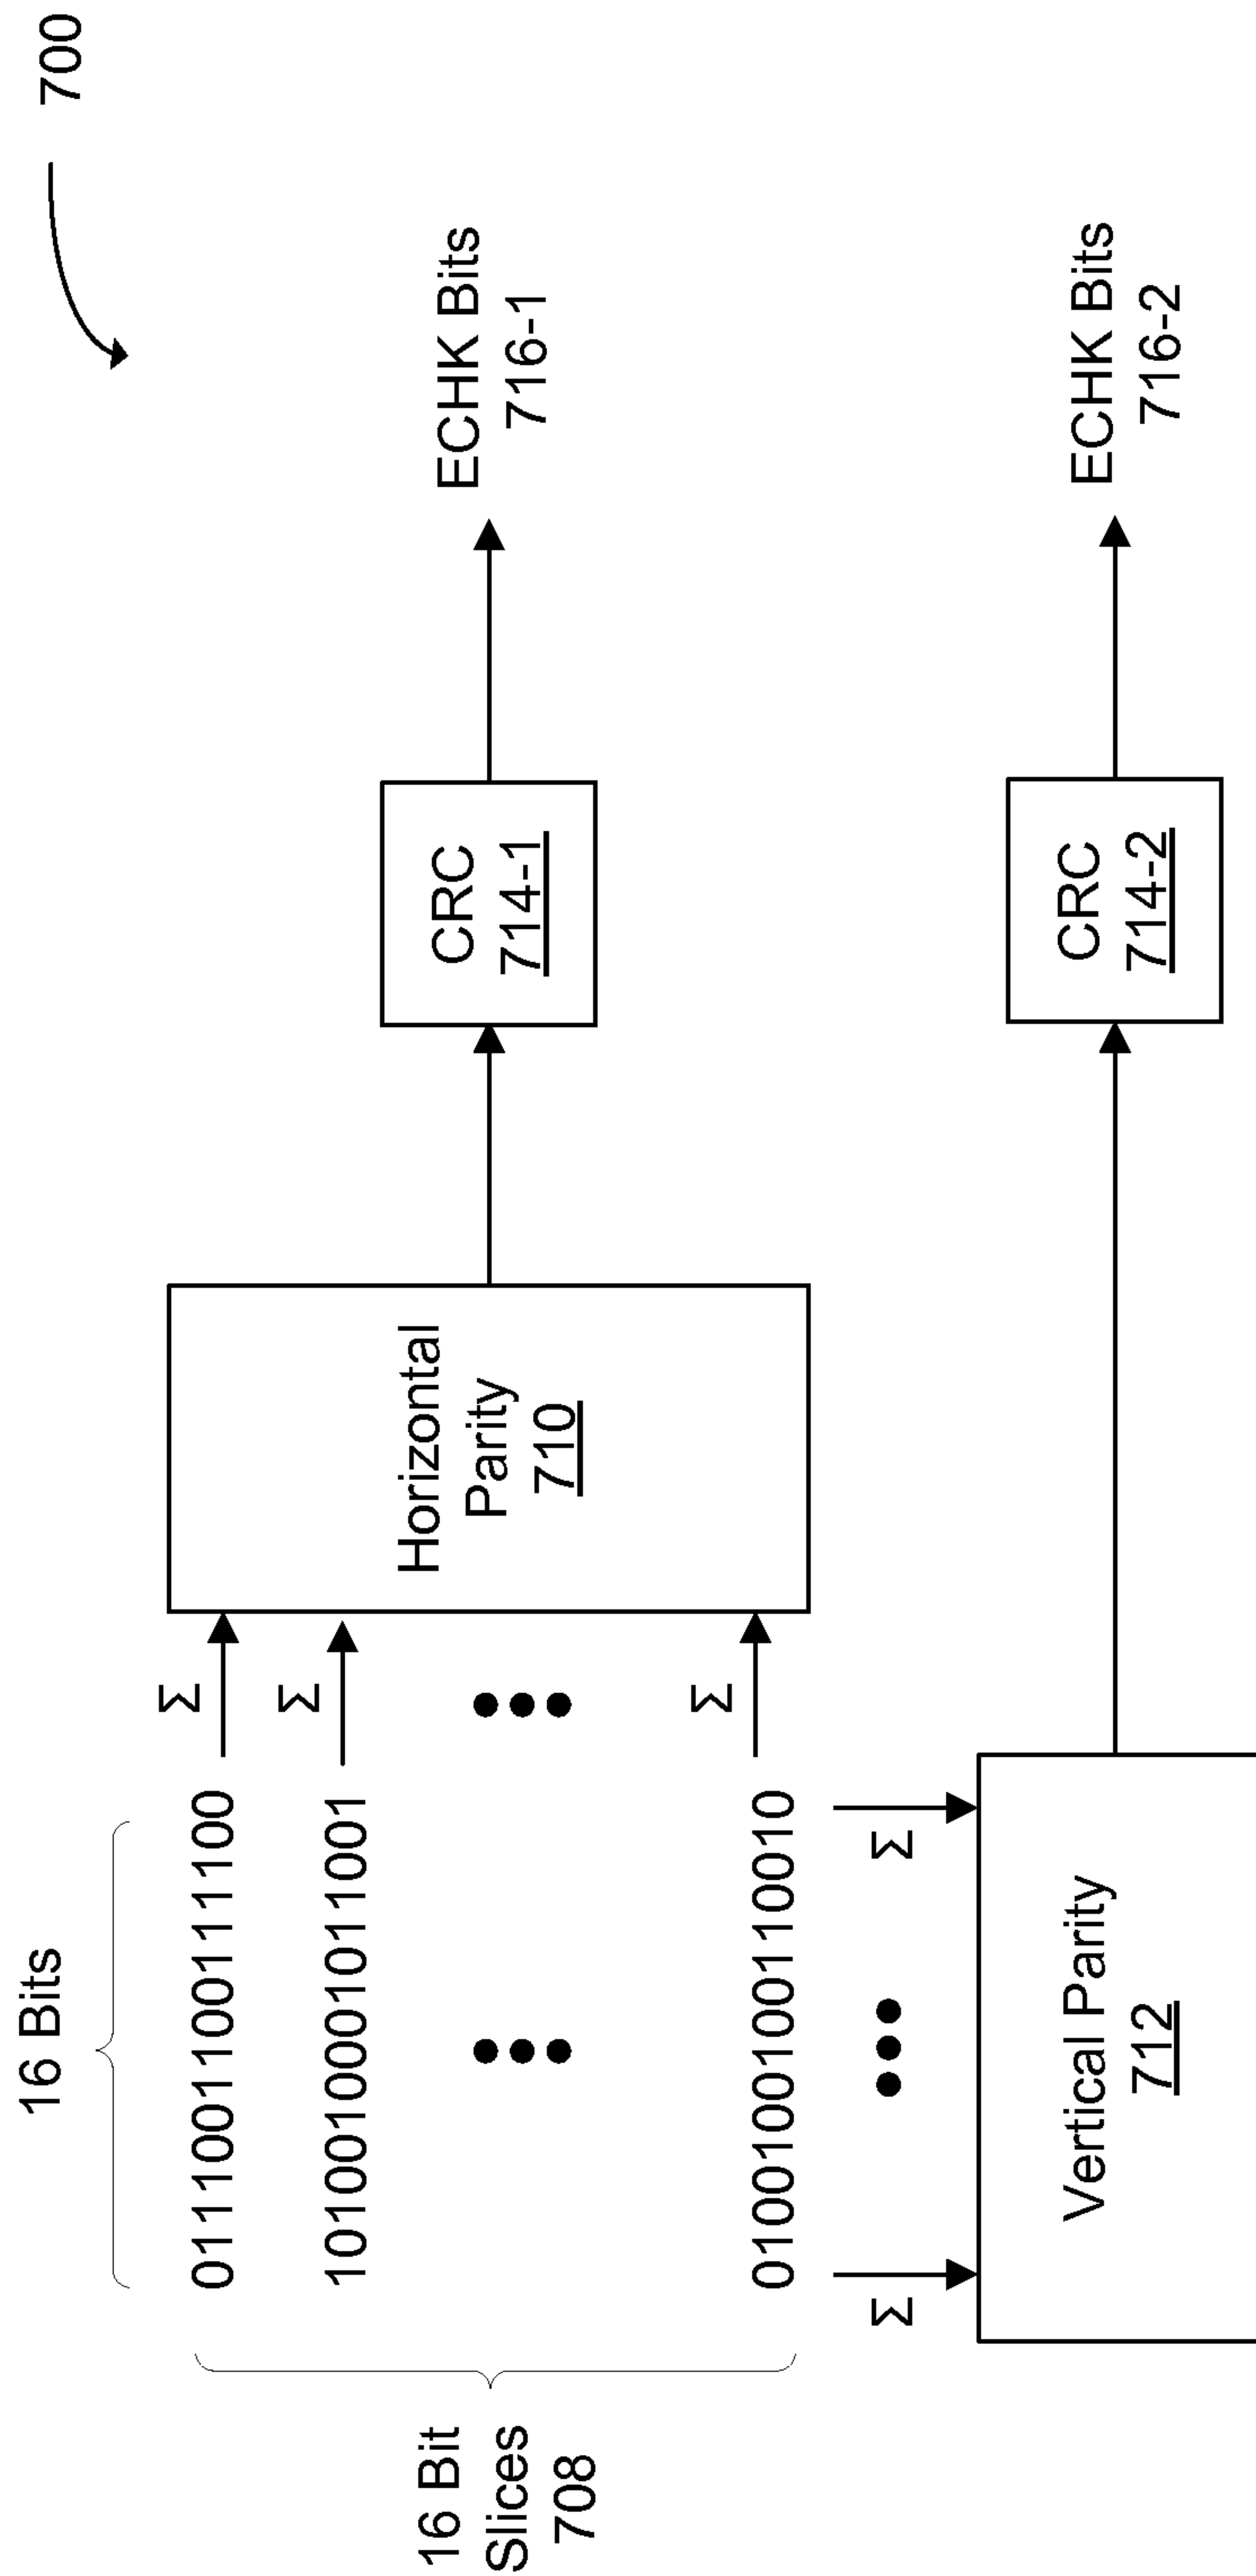 700
16 Bits
0111001100111100
Σ
1010010001011001
Σ
16 Bit
Slices
708
Horizontal
Parity
710
CRC
714-1
ECHK Bits
716-1
0100100100110010
Σ
Σ
Σ
Vertical Parity
712
CRC
714-2
ECHK Bits
716-2